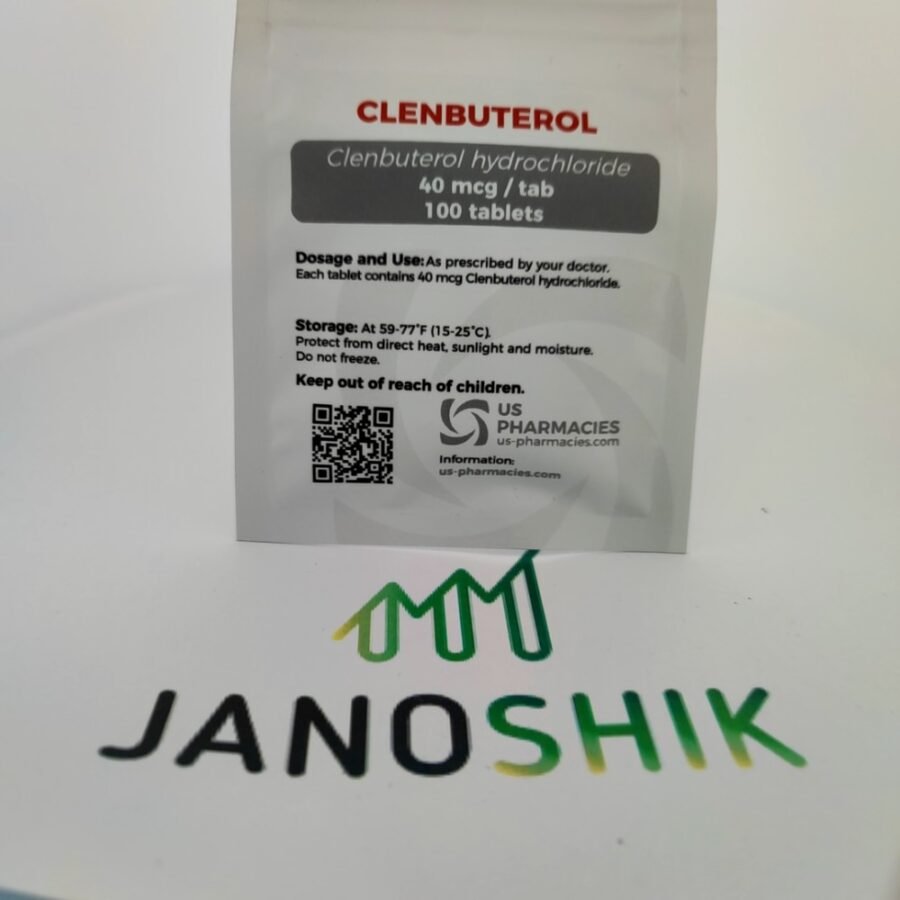 CLENBUTEROL
Clenbuterol hydrochloride
40 mcg / tab
100 tablets
Dosage and Use: As prescribed by your doctor.
Each tablet contains 40 mcg Clenbuterol hydrochloride.
Storage: At 59-77°F (15-25°C).
Protect from direct heat, sunlight and moisture.
Do not freeze.
Keep out of reach of children.
US
PHARMACIES
us-pharmacies.com
Information:
us-pharmacies.com
JANOSHIK